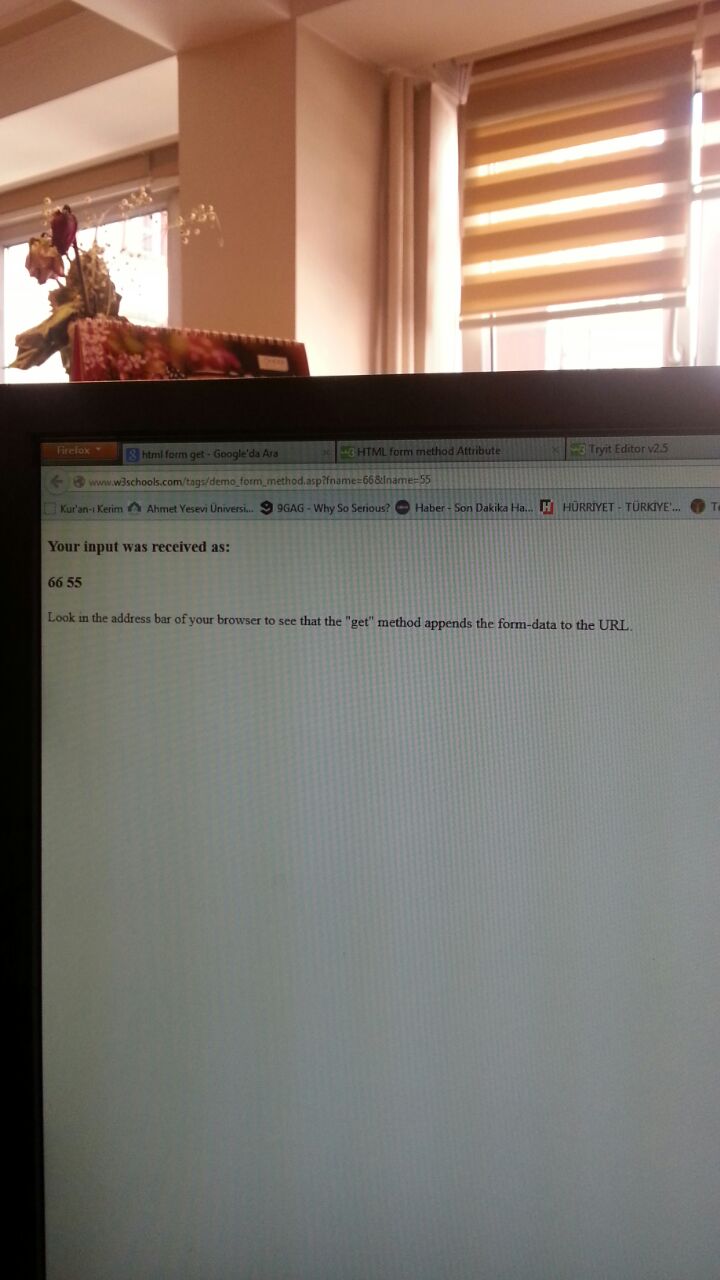 Firefox
html form get - Google'da Ara
HTML form method Attribute
Tryit Editor v2.5
www.w3schools.com/tags/demo_form_method.asp?fname=66&lname=55
Kur'an-ı Kerim Ahmet Yesevi Üniversi... 9GAG - Why So Serious? Haber - Son Dakika Ha... HÜRRİYET - TÜRKİYE'...
Your input was received as:
66 55
Look in the address bar of your browser to see that the "get" method appends the form-data to the URL.